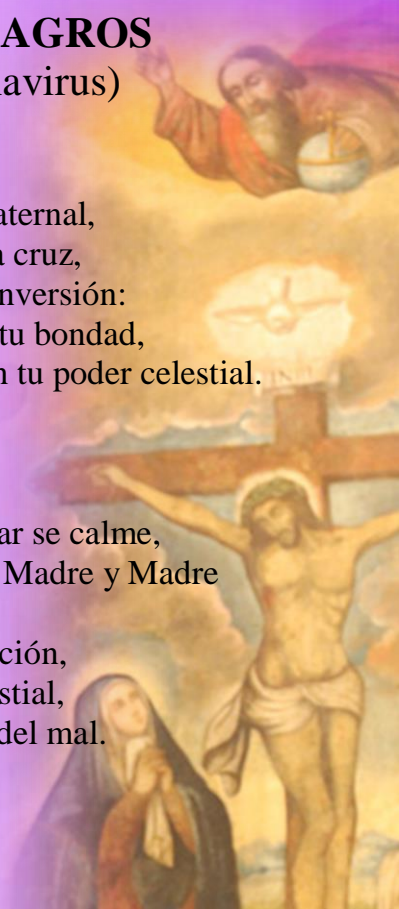 AGROS
avirus)
aternal,
a cruz,
nversión:
tu bondad,
n tu poder celestial.
ar se calme,
Madre y Madre
ción,
stial,
del mal.